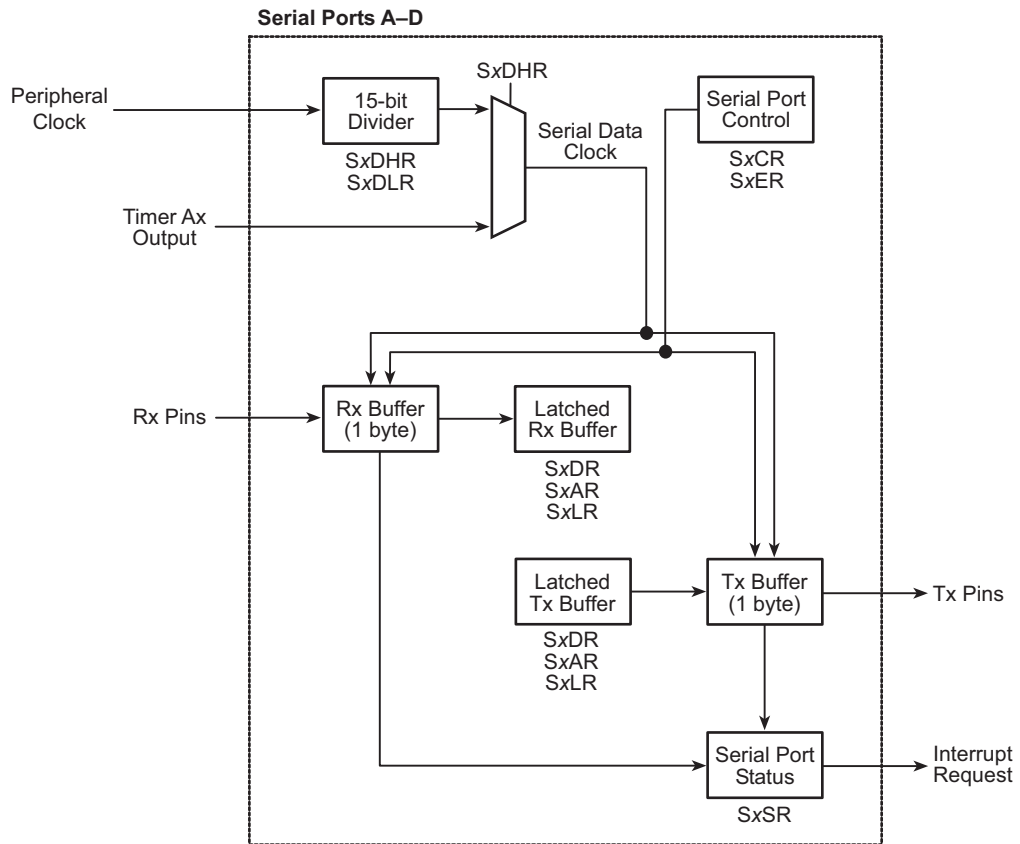 Serial Ports A–D
SxDHR
Peripheral
Clock
15-bit
Divider
SxDHR
SxDLR
Serial Data
Clock
Serial Port
Control
SxCR
SxER
Timer Ax
Output
Rx Pins
Rx Buffer
(1 byte)
Latched
Rx Buffer
SxDR
SxAR
SxLR
Latched
Tx Buffer
SxDR
SxAR
SxLR
Tx Buffer
(1 byte)
Tx Pins
Serial Port
Status
SxSR
Interrupt
Request